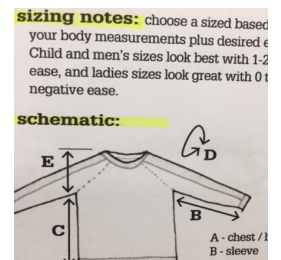 sizing notes: choose a sized based
your body measurements plus desired
Child and men's sizes look best with 1-2
ease, and ladies sizes look great with 0
negative ease.
schematic:
E
D
B
C
A - chest /
B - sleeve